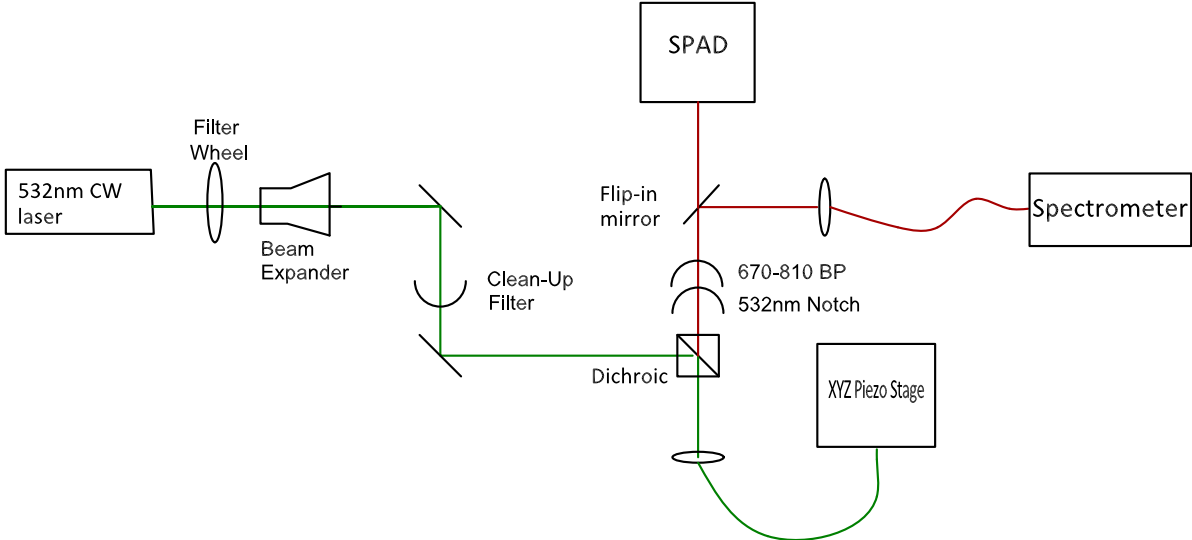 SPAD
Filter
Wheel
532nm CW
laser
Beam
Expander
Clean-Up
Filter
Flip-in
mirror
Spectrometer
670-810 BP
532nm Notch
Dichroic
XYZ Piezo Stage